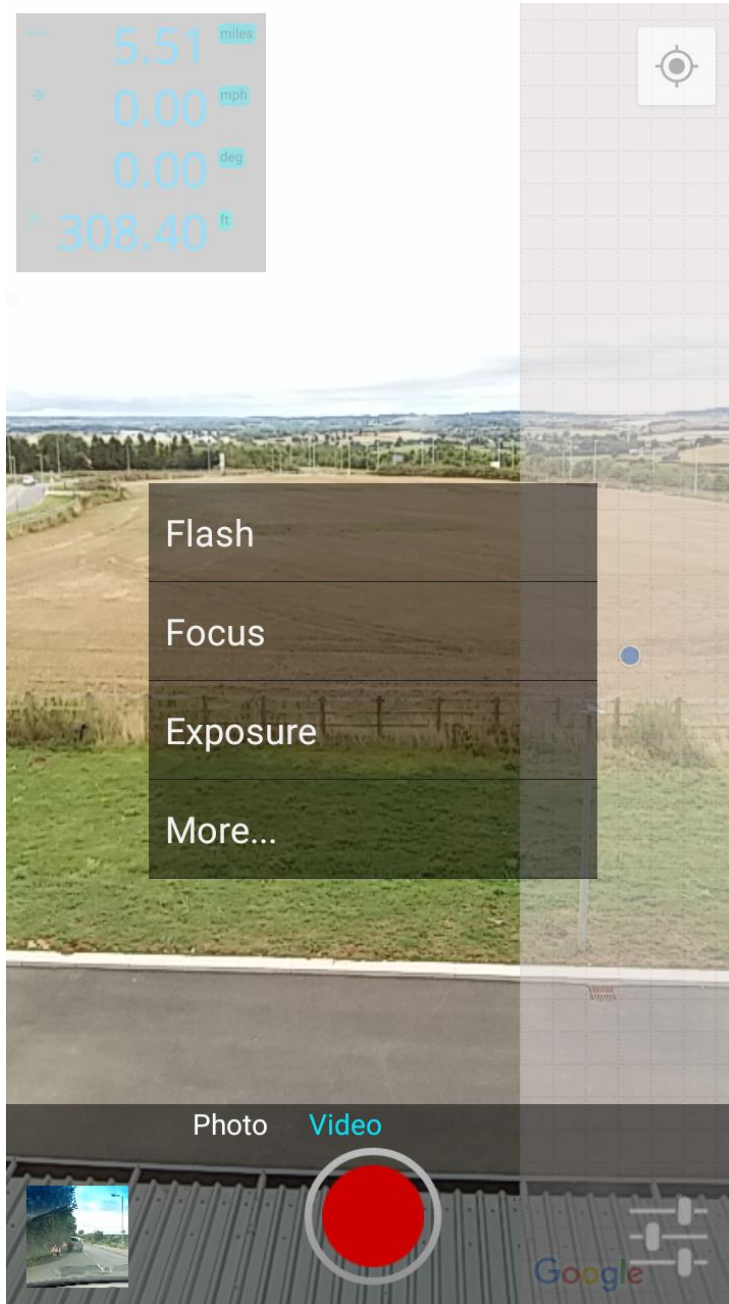 5.51 miles
0.00 mph
0.00 deg
308.40 ft
Flash
Focus
Exposure
More...
Photo Video
Google